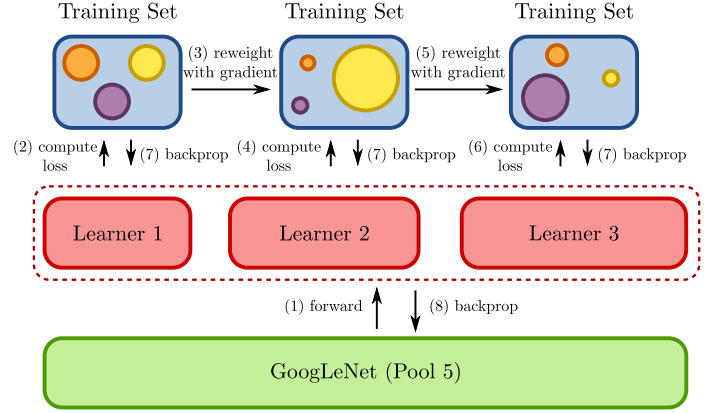 Training Set
Training Set
Training Set
(3) reweight
with gradient
(5) reweight
with gradient
(2) compute
loss
(7) backprop
(4) compute
loss
(7) backprop
(6) compute
loss
(7) backprop
Learner 1
Learner 2
Learner 3
(1) forward
(8) backprop
GoogLeNet (Pool 5)